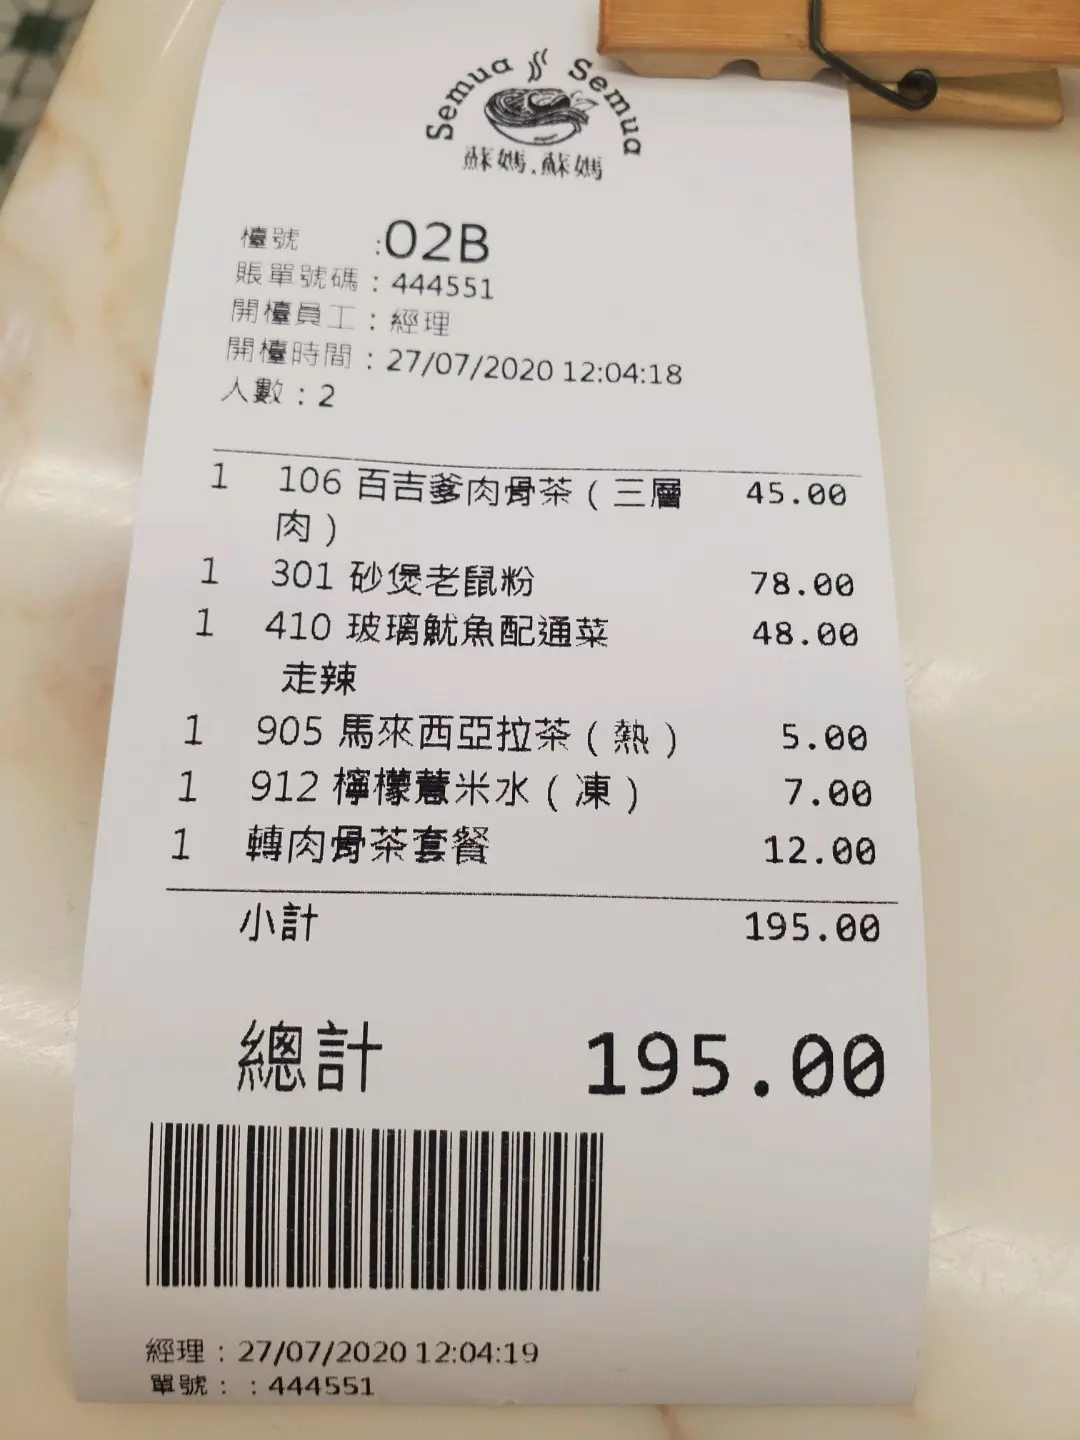 Semua Semua
蘇媽.蘇媽
檯號 :02B
賬單號碼：444551
開檯員工：經理
開檯時間：27/07/2020 12:04:18
人數：2
1 106 百吉爹肉骨茶（三層 45.00
肉）
1 301 砂煲老鼠粉 78.00
1 410 玻璃魷魚配通菜 48.00
走辣
1 905 馬來西亞拉茶（熱） 5.00
1 912 檸檬薏米水（凍） 7.00
1 轉肉骨茶套餐 12.00
小計 195.00
總計 195.00
經理：27/07/2020 12:04:19
單號：：444551